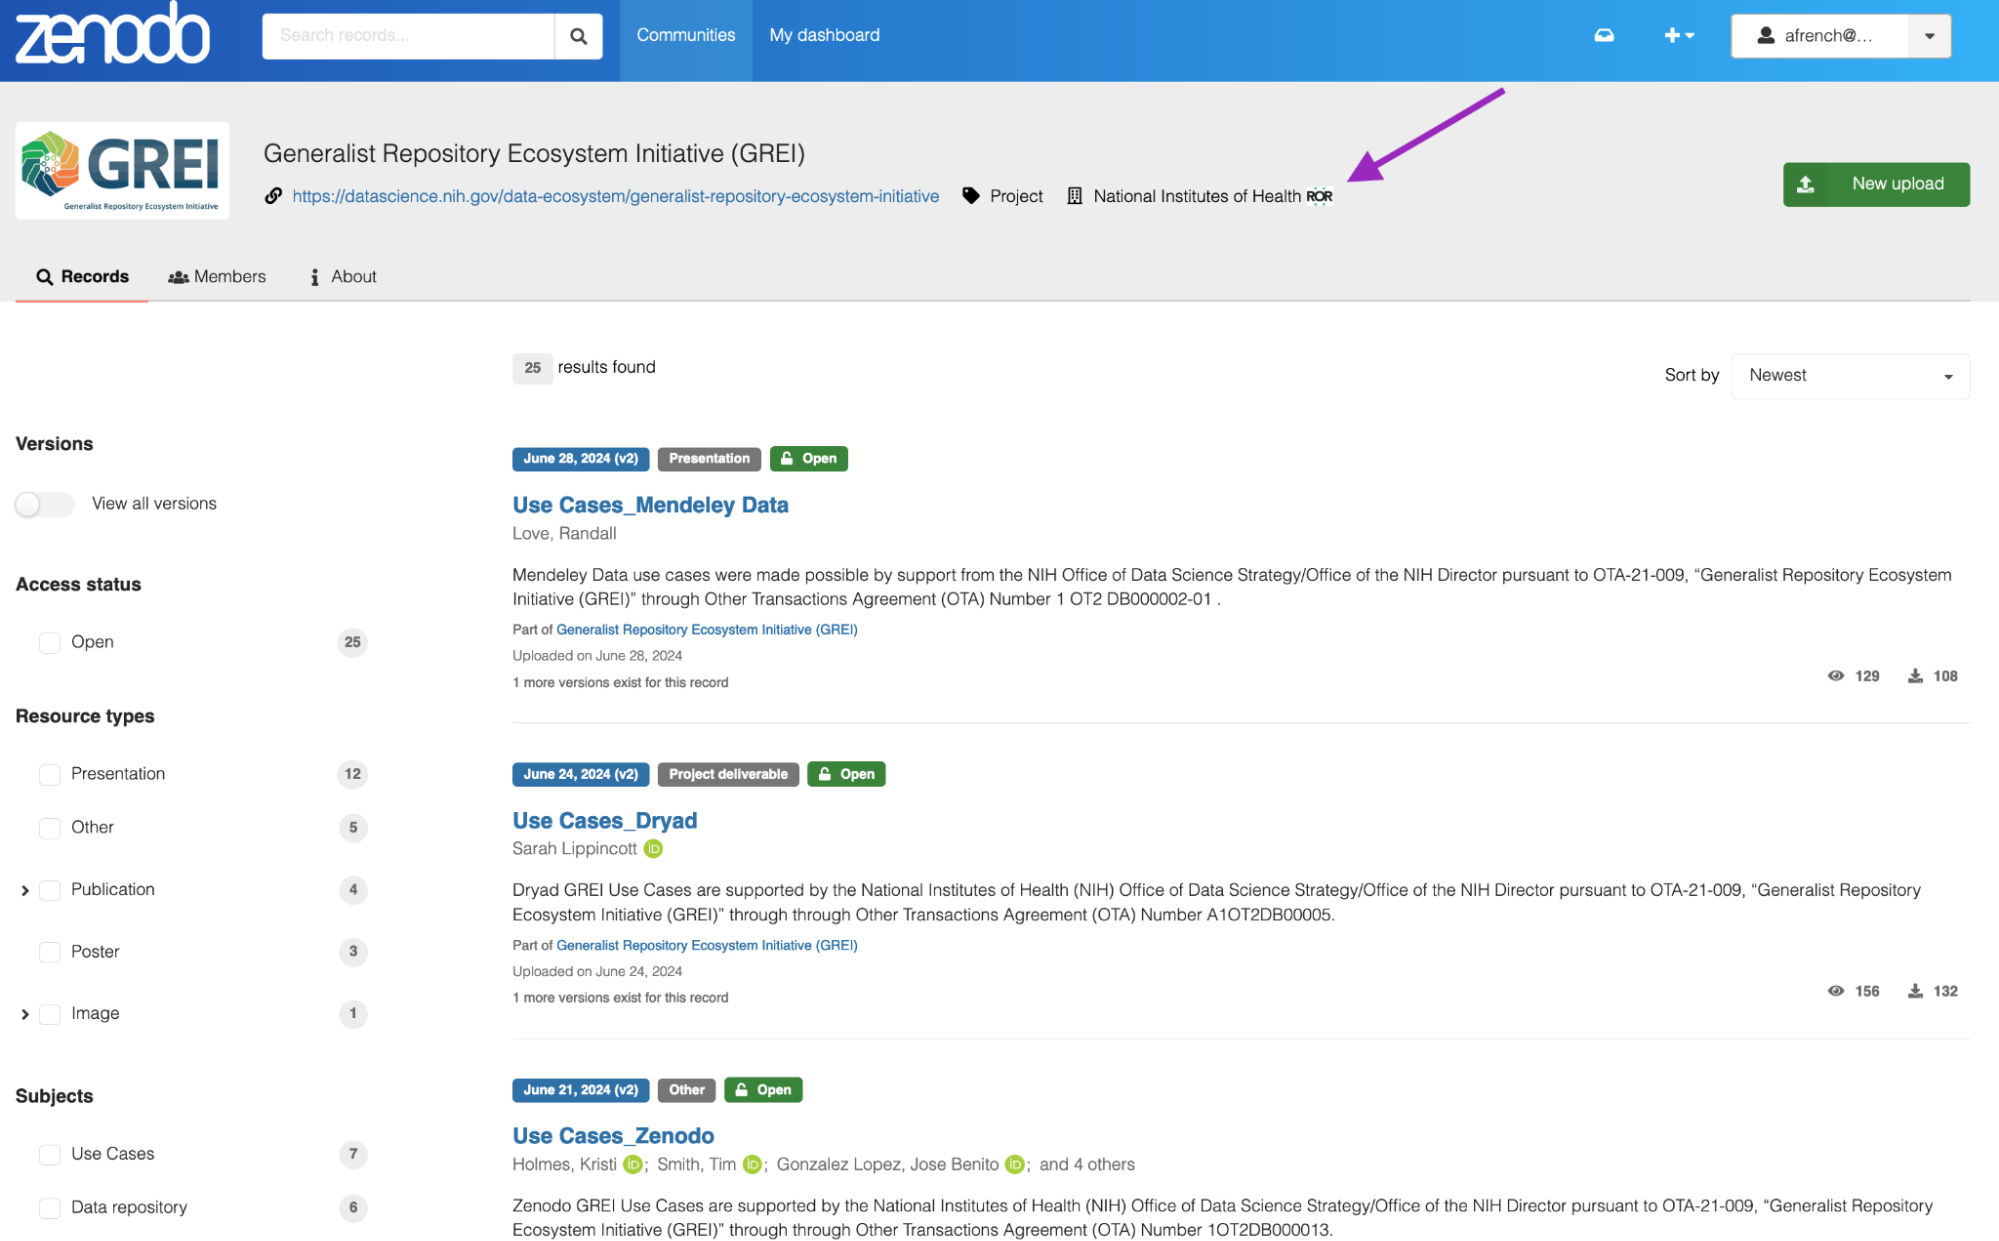 zenodo
Search records...
Communities
My dashboard
afrench@...
GREI
Generalist Repository Ecosystem Initiative
Generalist Repository Ecosystem Initiative (GREI)
https://datascience.nih.gov/data-ecosystem/generalist-repository-ecosystem-initiative
Project
National Institutes of Health ROR
New upload
Records
Members
About
25 results found
Sort by Newest
Versions
View all versions
Access status
Open 25
Resource types
Presentation 12
Other 5
Publication 4
Poster 3
Image 1
Subjects
Use Cases 7
Data repository 6
June 28, 2024 (v2) Presentation Open
Use Cases_Mendeley Data
Love, Randall
Mendeley Data use cases were made possible by support from the NIH Office of Data Science Strategy/Office of the NIH Director pursuant to OTA-21-009, “Generalist Repository Ecosystem
Initiative (GREI)” through Other Transactions Agreement (OTA) Number 1 OT2 DB000002-01 .
Part of Generalist Repository Ecosystem Initiative (GREI)
Uploaded on June 28, 2024
1 more versions exist for this record
129 108
June 24, 2024 (v2) Project deliverable Open
Use Cases_Dryad
Sarah Lippincott iD
Dryad GREI Use Cases are supported by the National Institutes of Health (NIH) Office of Data Science Strategy/Office of the NIH Director pursuant to OTA-21-009, “Generalist Repository
Ecosystem Initiative (GREI)” through through Other Transactions Agreement (OTA) Number A1OT2DB00005.
Part of Generalist Repository Ecosystem Initiative (GREI)
Uploaded on June 24, 2024
1 more versions exist for this record
156 132
June 21, 2024 (v2) Other Open
Use Cases_Zenodo
Holmes, Kristi iD; Smith, Tim iD; Gonzalez Lopez, Jose Benito iD; and 4 others
Zenodo GREI Use Cases are supported by the National Institutes of Health (NIH) Office of Data Science Strategy/Office of the NIH Director pursuant to OTA-21-009, “Generalist Repository
Ecosystem Initiative (GREI)” through through Other Transactions Agreement (OTA) Number 1OT2DB000013.